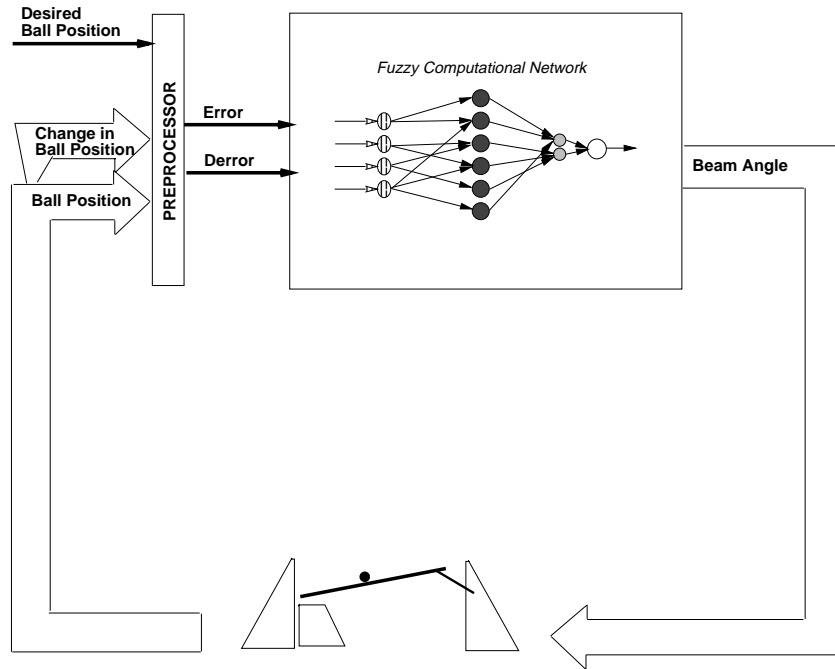 Desired
Ball Position
Change in
Ball Position
Ball Position
PREPROCESSOR
Error
Derror
Fuzzy Computational Network
Beam Angle